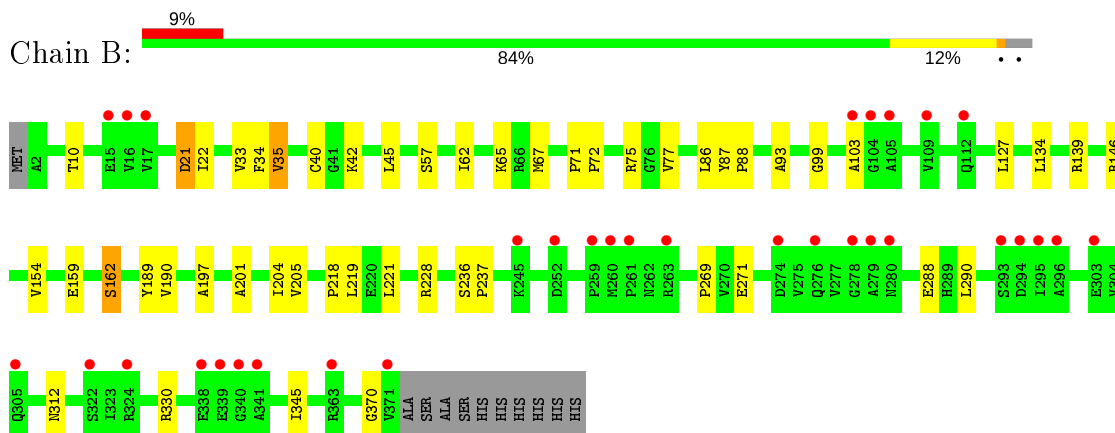 9%
Chain B:
84% 12% • •
MET A2 T10 E15 V16 V17 D21 I22 V33 F34 V35 C40 G41 K42 L45 S57 I62 K65 R66 M67 P71 P72 R75 G76 V77 L86 Y87 P88 A93 G99 A103 G104 A105 V109 Q112 L127 L134 R139
V154 E159 S162 Y189 V190 A197 A201 I204 V205 P218 L219 E220 L221 R228 S236 P237 K245 D252 P259 M260 P261 N262 R263 P269 V270 E271 D274 V275 Q276 V277 G278 A279 N280 E288 H289 L290 S293 D294 I295 A296 E303 V304
Q305 N312 S322 I323 R324 R330 E338 E339 G340 A341 I345 R363 G370 V371 ALA SER ALA SER HIS HIS HIS HIS HIS HIS